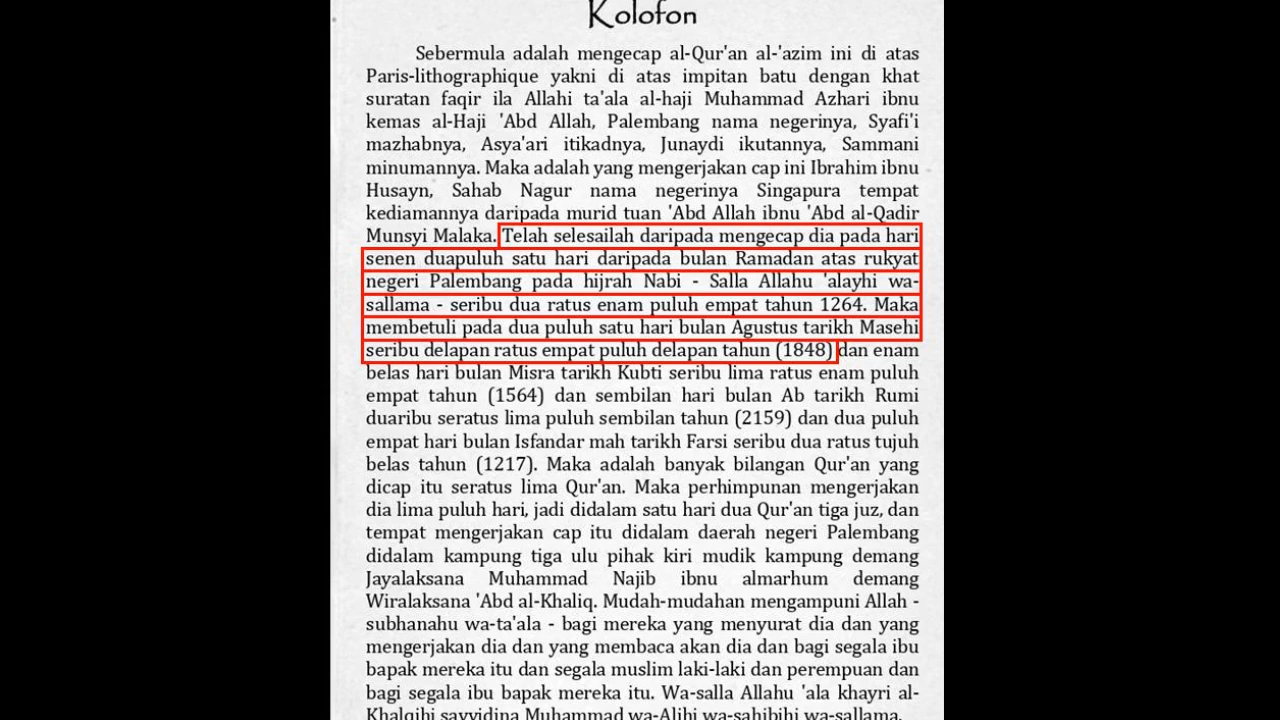 Kolofon
Sebermula adalah mengecap al-Qur'an al-'azim ini di atas
Paris-lithographique yakni di atas impitan batu dengan khat
suratan faqir ila Allahi ta'ala al-haji Muhammad Azhari ibnu
kemas al-Haji 'Abd Allah, Palembang nama negerinya, Syafi'i
mazhabnya, Asya'ari itikadnya, Junaydi ikutannya, Sammani
minumannya. Maka adalah yang mengerjakan cap ini Ibrahim ibnu
Husayn, Sahab Nagur nama negerinya Singapura tempat
kediamannya daripada murid tuan 'Abd Allah ibnu 'Abd al-Qadir
Munsyi Malaka. Telah selesailah daripada mengecap dia pada hari
senen duapuluh satu hari daripada bulan Ramadan atas rukyat
negeri Palembang pada hijrah Nabi - Salla Allahu 'alayhi wa-
sallama - seribu dua ratus enam puluh empat tahun 1264. Maka
membetuli pada dua puluh satu hari bulan Agustus tarikh Masehi
seribu delapan ratus empat puluh delapan tahun (1848) dan enam
belas hari bulan Misra tarikh Kubti seribu lima ratus enam puluh
empat tahun (1564) dan sembilan hari bulan Ab tarikh Rumi
duaribu seratus lima puluh sembilan tahun (2159) dan dua puluh
empat hari bulan Isfandar mah tarikh Farsi seribu dua ratus tujuh
belas tahun (1217). Maka adalah banyak bilangan Qur'an yang
dicap itu seratus lima Qur'an. Maka perhimpunan mengerjakan
dia lima puluh hari, jadi didalam satu hari dua Qur'an tiga juz, dan
tempat mengerjakan cap itu didalam daerah negeri Palembang
didalam kampung tiga ulu pihak kiri mudik kampung demang
Jayalaksana Muhammad Najib ibnu almarhum demang
Wiralaksana 'Abd al-Khaliq. Mudah-mudahan mengampuni Allah -
subhanahu wa-ta'ala - bagi mereka yang menyurat dia dan yang
mengerjakan dia dan yang membaca akan dia dan bagi segala ibu
bapak mereka itu dan segala muslim laki-laki dan perempuan dan
bagi segala ibu bapak mereka itu. Wa-salla Allahu 'ala khayri al-
Khalqihi sayyidina Muhammad wa-Alihi wa-sahibihi wa-sallama.